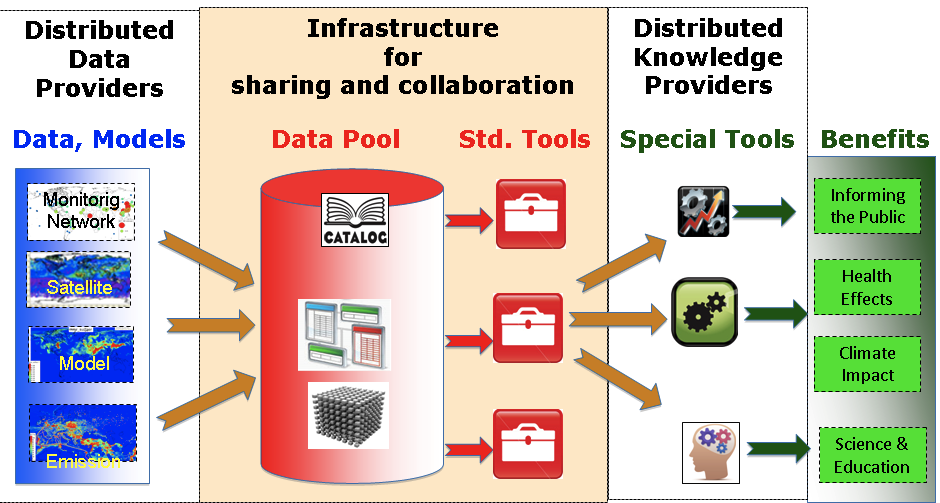 Distributed
Data
Providers
Infrastructure
for
sharing and collaboration
Distributed
Knowledge
Providers
Data, Models
Data Pool
Std. Tools
Special Tools
Benefits
Monitorig
Network
Satellite
Model
Emission
CATALOG
Informing
the Public
Health
Effects
Climate
Impact
Science &
Education